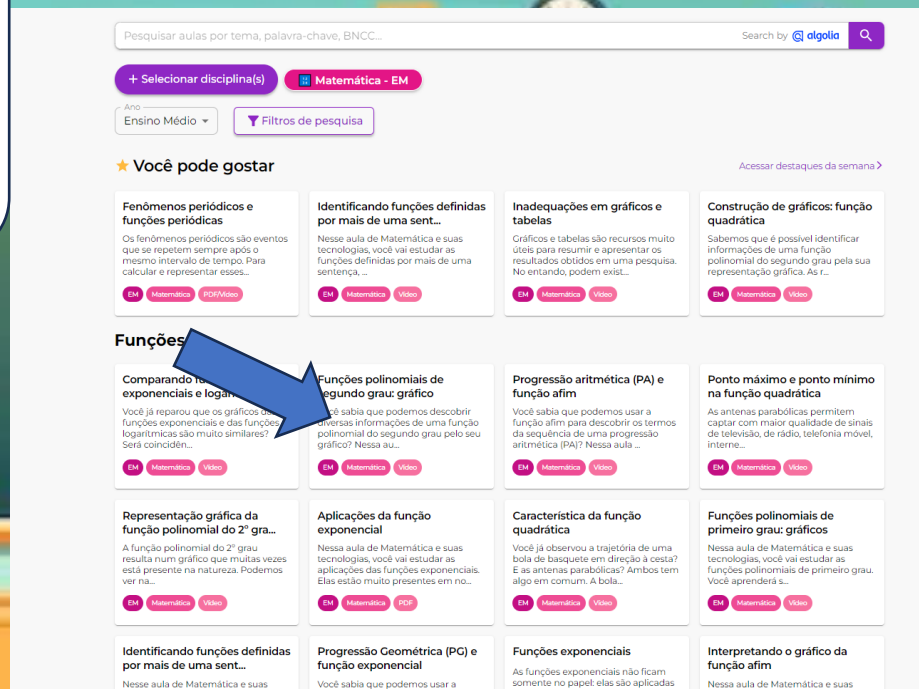 Pesquisar aulas por tema, palavra-chave, BNCC...
Search by algolia
+ Selecionar disciplina(s)
Matemática - EM
Ano
Ensino Médio
Filtros de pesquisa
Você pode gostar
Acessar destaques da semana
Fenômenos periódicos e
funções periódicas
Os fenômenos periódicos são eventos
que se repetem sempre após o
mesmo intervalo de tempo. Para
calcular e representar esses...
EM Matemática PDF/Vídeo
Identificando funções definidas
por mais de uma sent...
Nesse aula de Matemática e suas
tecnologias, você vai estudar as
funções definidas por mais de uma
sentença, ...
EM Matemática Vídeo
Inadequações em gráficos e
tabelas
Gráficos e tabelas são recursos muito
úteis para resumir e apresentar os
resultados obtidos em uma pesquisa.
No entando, podem exist...
EM Matemática Vídeo
Construção de gráficos: função
quadrática
Sabemos que é possível identificar
informações de uma função
polinomial do segundo grau pela sua
representação gráfica. As r...
EM Matemática Vídeo
Funções
Comparando
exponenciais e
Você já reparou que os gráficos
funções exponenciais e das funções
logarítmicas são muito similares?
Será coincidên...
EM Matemática Vídeo
Funções polinomiais de
segundo grau: gráfico
Você sabia que podemos descobrir
diversas informações de uma função
polinomial do segundo grau pelo seu
gráfico? Nessa au...
EM Matemática Vídeo
Progressão aritmética (PA) e
função afim
Você sabia que podemos usar a
função afim para descobrir os termos
da sequência de uma progressão
aritmética (PA)? Nessa aula ...
EM Matemática Vídeo
Ponto máximo e ponto mínimo
na função quadrática
As antenas parabólicas permitem
captar com maior qualidade de sinais
de televisão, de rádio, telefonia móvel,
interne...
EM Matemática Vídeo
Representação gráfica da
função polinomial do 2º gra...
A função polinomial do 2º grau
resulta num gráfico que muitas vezes
está presente na natureza. Podemos
ver na...
EM Matemática Vídeo
Aplicações da função
exponencial
Nessa aula de Matemática e suas
tecnologias, você vai estudar as
aplicações das funções exponenciais.
Elas estão muito presentes em no...
EM Matemática PDF
Característica da função
quadrática
Você já observou a trajetória de uma
bola de basquete em direção à cesta?
E as antenas parabólicas? Ambos tem
algo em comum. A bola...
EM Matemática Vídeo
Funções polinomiais de
primeiro grau: gráficos
Nessa aula de Matemática e suas
tecnologias, você vai estudar as
funções polinomiais de primeiro grau.
Você aprenderá s...
EM Matemática Vídeo
Identificando funções definidas
por mais de uma sent...
Nesse aula de Matemática e suas
Progressão Geométrica (PG) e
função exponencial
Você sabia que podemos usar a
Funções exponenciais
As funções exponenciais não ficam
somente no papel: elas são aplicadas
Interpretando o gráfico da
função afim
Nessa aula de Matemática e suas